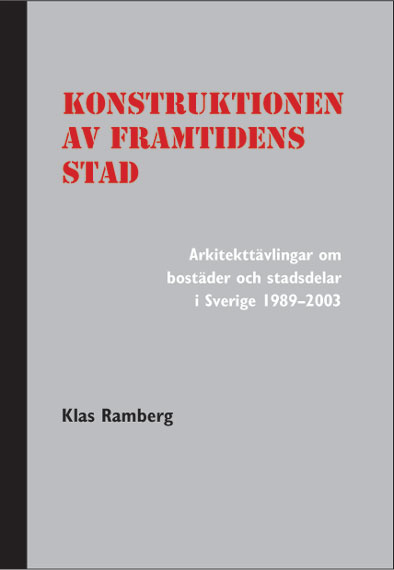 KONSTRUKTIONEN
AV FRAMTIDENS
STAD
Arkitekttävlingar om
bostäder och stadsdelar
i Sverige 1989–2003
Klas Ramberg